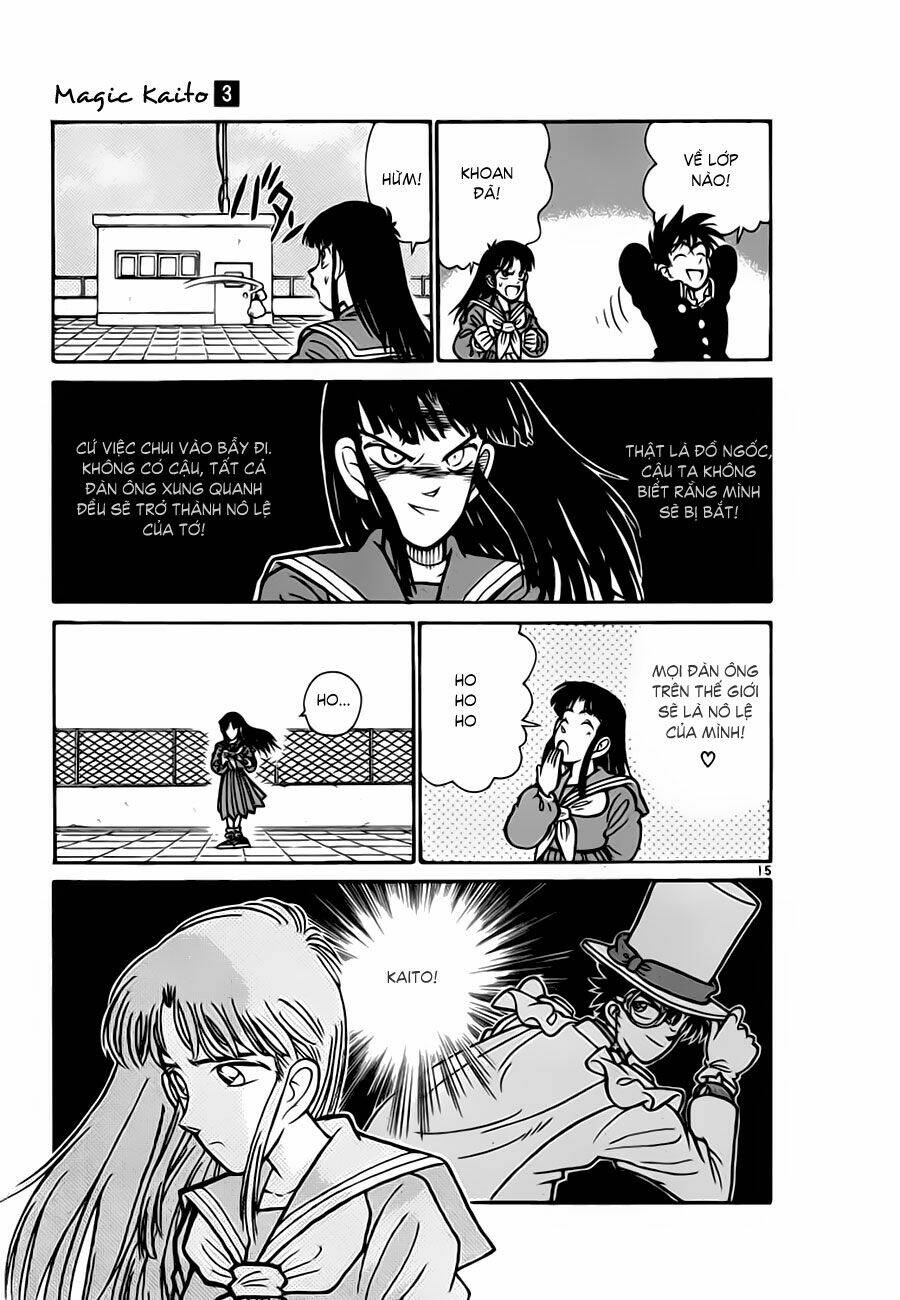 Magic Kaito 3
VỀ LỚP
NÀO!
KHOAN
ĐÃ!
HỪM!
バタ
THẬT LÀ ĐỒ NGỐC,
CẬU TA KHÔNG
BIẾT RẰNG MÌNH
SẼ BỊ BẮT!
CỨ VIỆC CHUI VÀO BẪY ĐI.
KHÔNG CÓ CẬU, TẤT CẢ
ĐÀN ÔNG XUNG QUANH
ĐỀU SẼ TRỞ THÀNH NÔ LỆ
CỦA TỚ!
MỌI ĐÀN ÔNG
TRÊN THẾ GIỚI
SẼ LÀ NÔ LỆ
CỦA MÌNH!
♡
HO
HO
HO
HO...
15
KAITO!